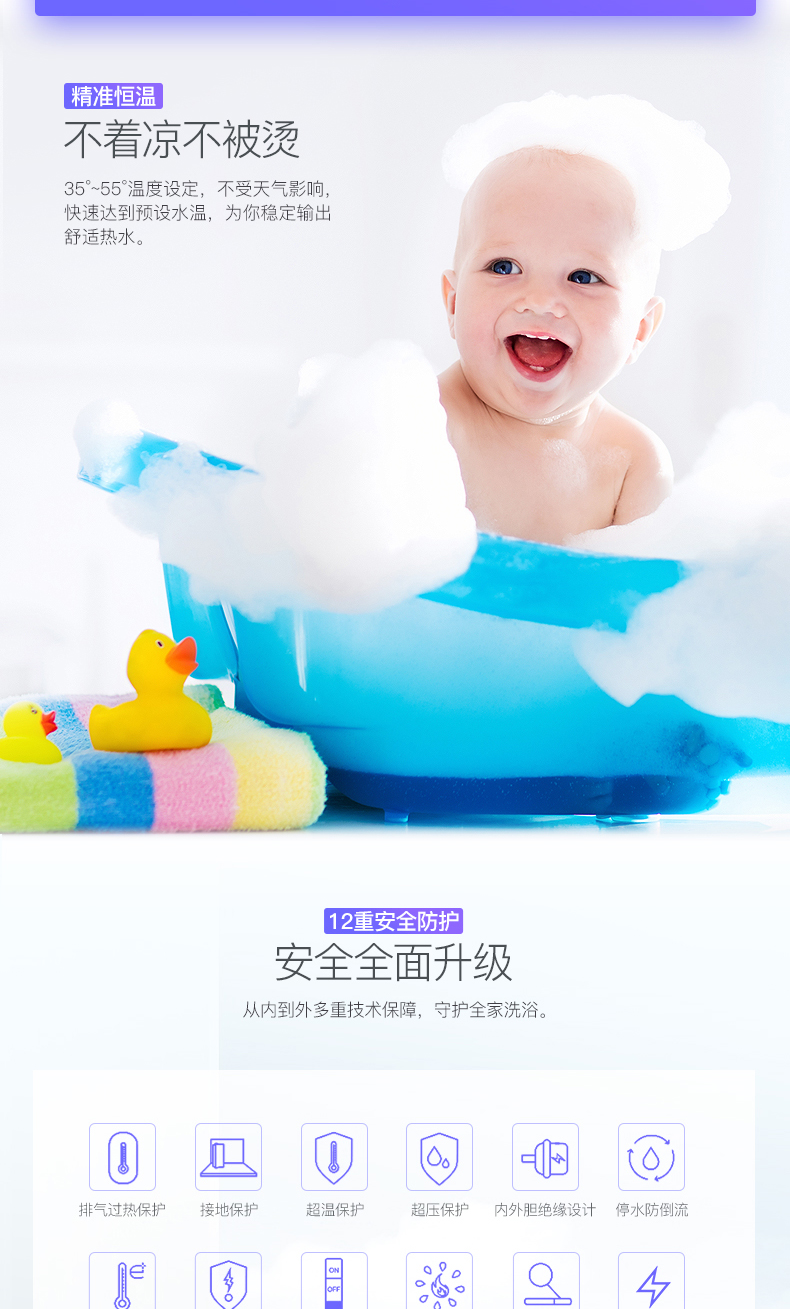 精准恒温
不着凉不被烫
35°~55°温度设定，不受天气影响，
快速达到预设水温，为你稳定输出
舒适热水。
12重安全防护
安全全面升级
从内到外多重技术保障，守护全家洗浴。
排气过热保护 接地保护 超温保护 超压保护 内外胆绝缘设计 停水防倒流
ON
OFF